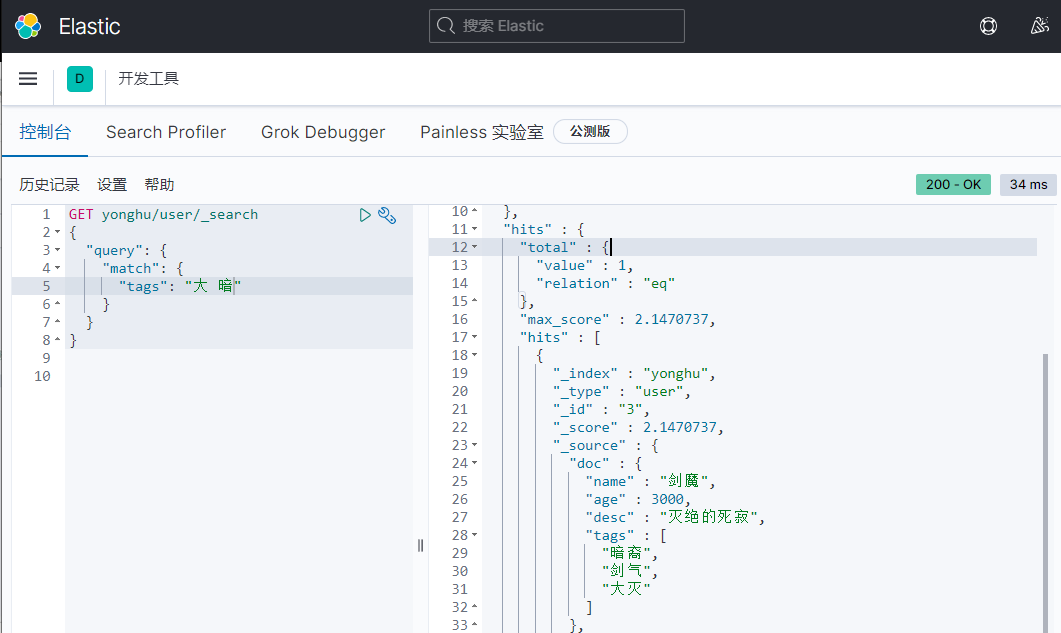 Elastic
搜索 Elastic
D 开发工具
控制台 Search Profiler Grok Debugger Painless 实验室 公测版
历史记录 设置 帮助 200 - OK 34 ms
1 GET yonghu/user/_search
2 {
3 "query": {
4 "match": {
5 "tags": "大 暗"
6 }
7 }
8 }
9
10
10 },
11 "hits" : {
12 "total" : {
13 "value" : 1,
14 "relation" : "eq"
15 },
16 "max_score" : 2.1470737,
17 "hits" : [
18 {
19 "_index" : "yonghu",
20 "_type" : "user",
21 "_id" : "3",
22 "_score" : 2.1470737,
23 "_source" : {
24 "doc" : {
25 "name" : "剑魔",
26 "age" : 3000,
27 "desc" : "灭绝的死寂",
28 "tags" : [
29 "暗裔",
30 "剑气",
31 "大灭"
32 ]
33 },